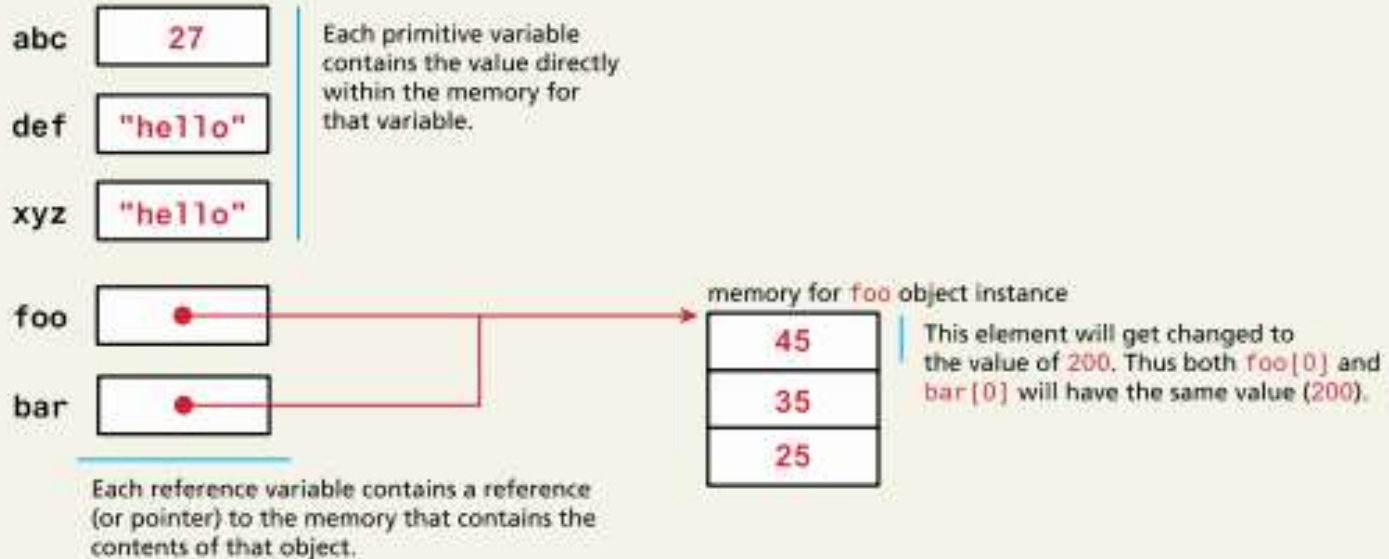 abc 27
Each primitive variable
contains the value directly
within the memory for
that variable.
def "hello"
xyz "hello"
foo
bar
memory for foo object instance
45
35
25
This element will get changed to
the value of 200. Thus both foo[0] and
bar[0] will have the same value (200).
Each reference variable contains a reference
(or pointer) to the memory that contains the
contents of that object.